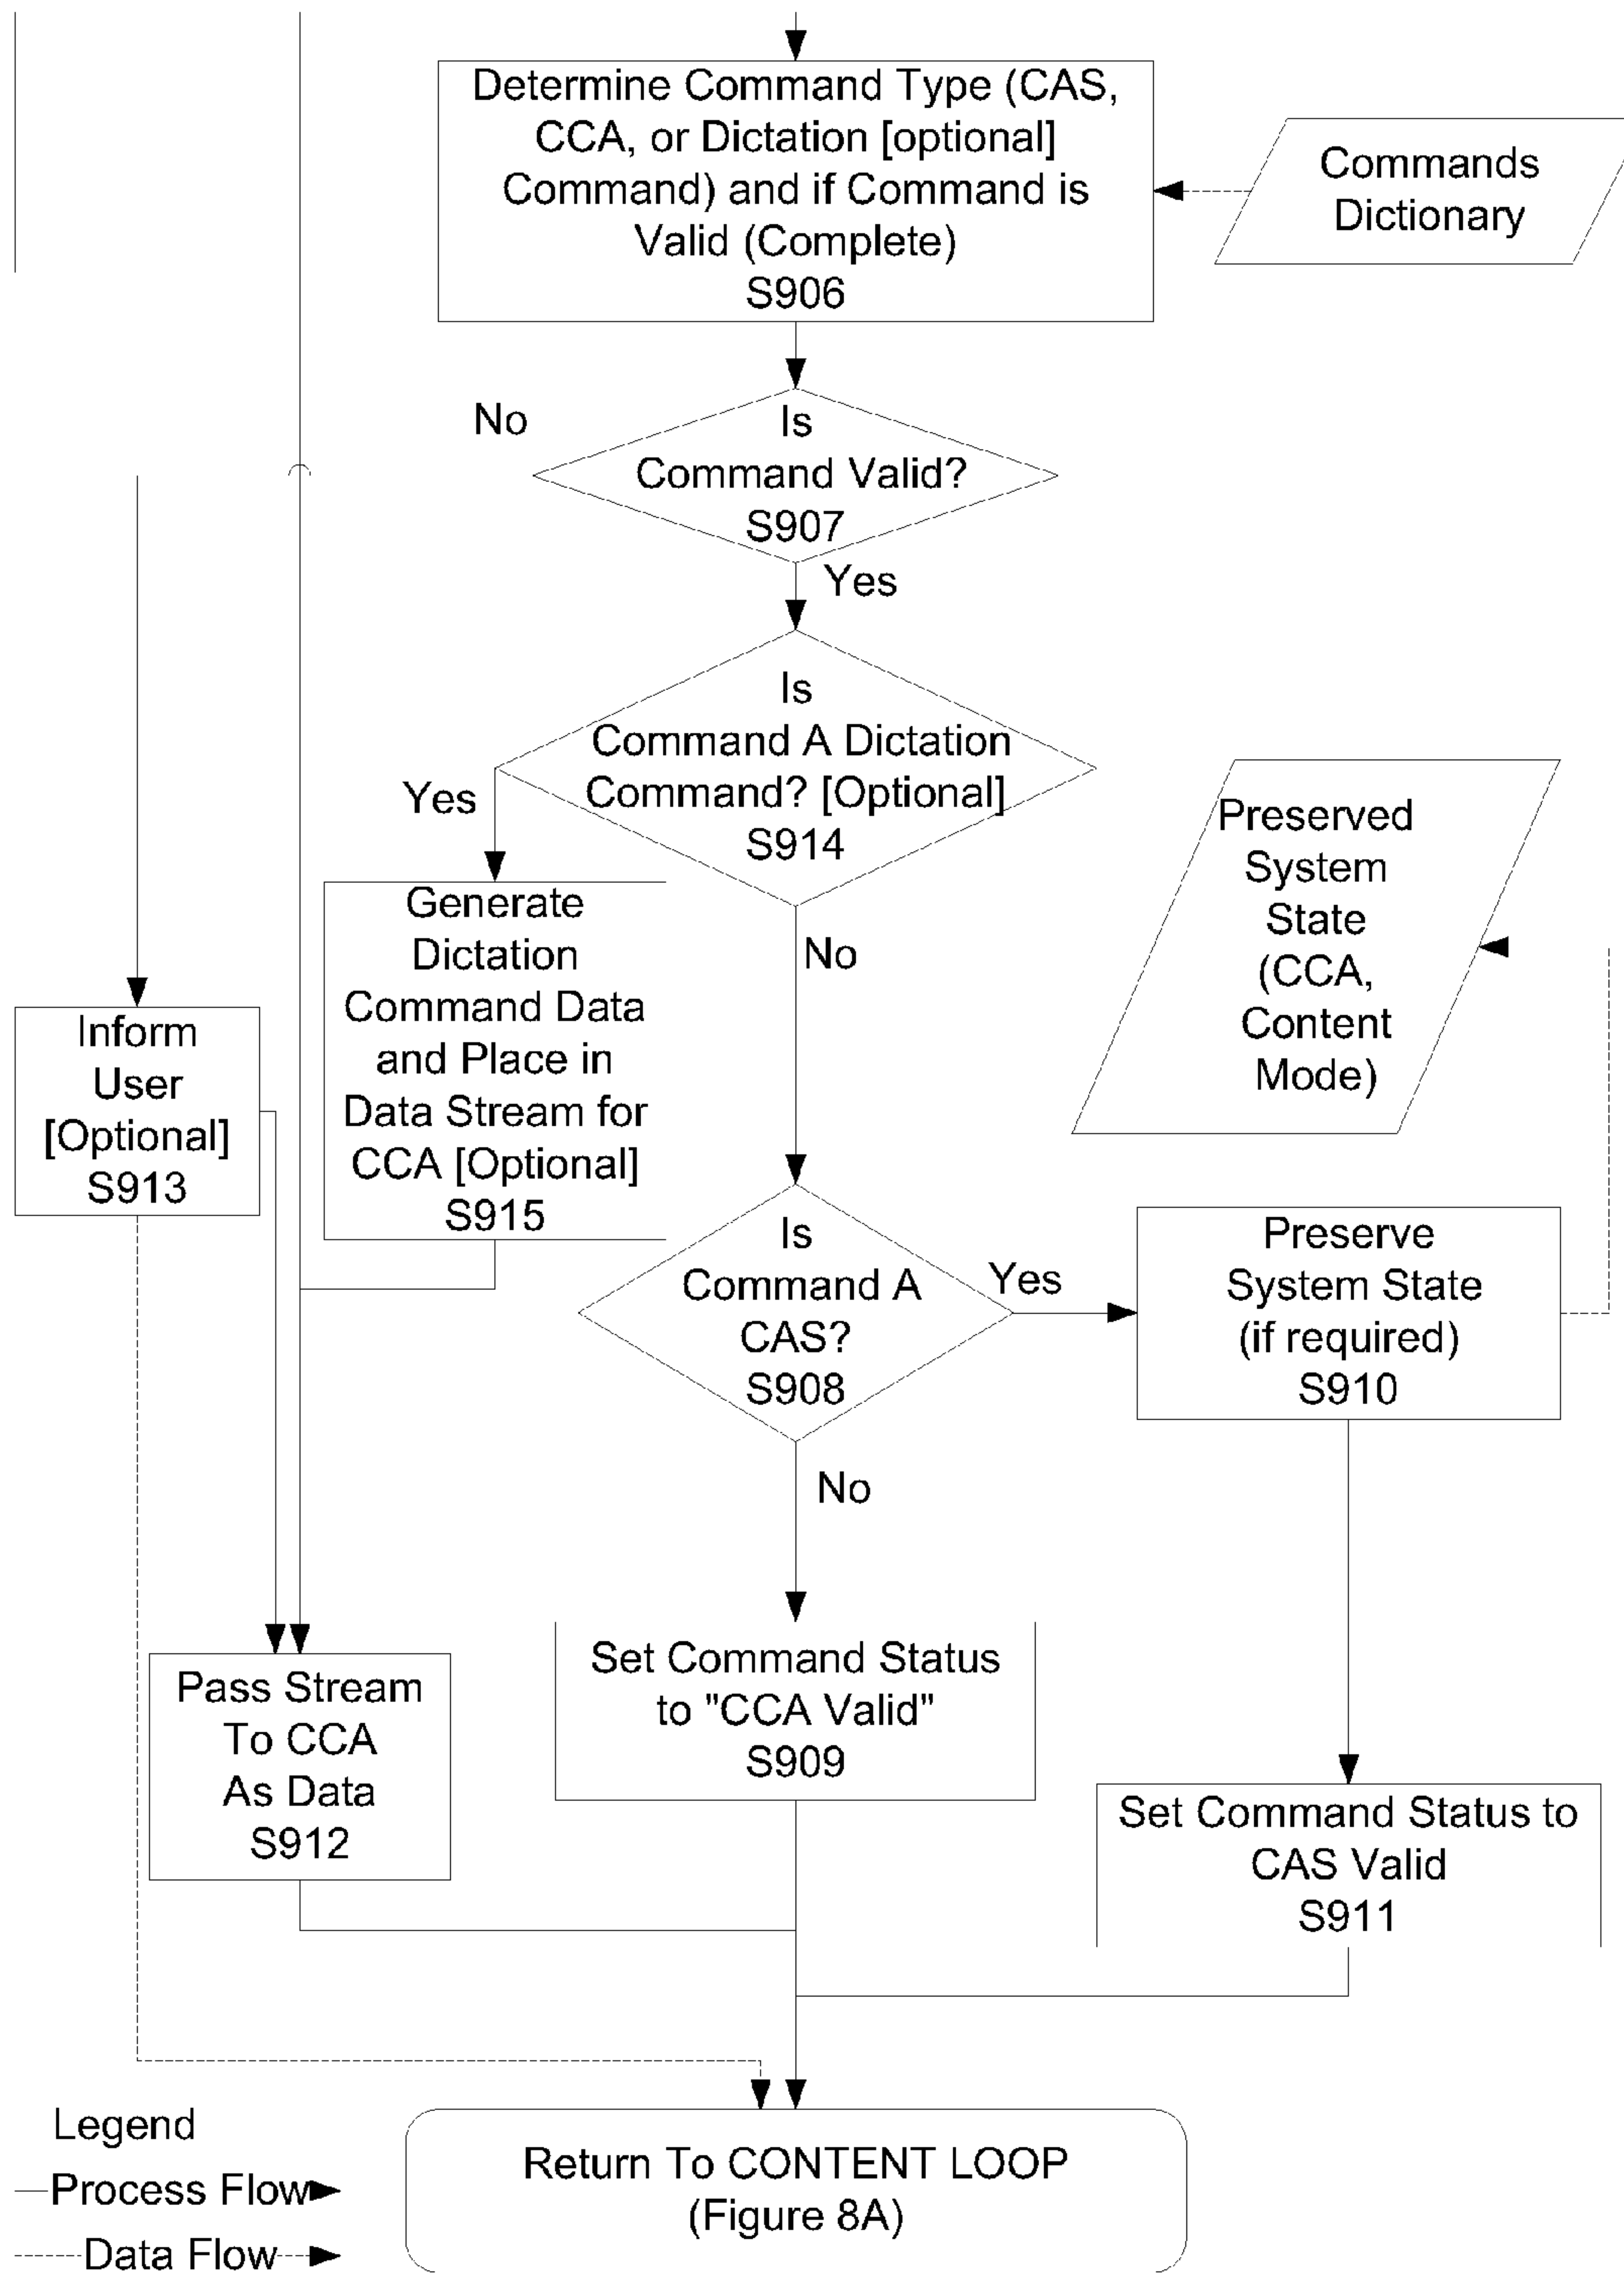 Determine Command Type (CAS,
CCA, or Dictation [optional]
Command) and if Command is
Valid (Complete)
S906
Commands
Dictionary
No
Is
Command Valid?
S907
Yes
Is
Command A Dictation
Command? [Optional]
S914
Yes
No
Preserved
System
State
(CCA,
Content
Mode)
Generate
Dictation
Command Data
and Place in
Data Stream for
CCA [Optional]
S915
Inform
User
[Optional]
S913
Is
Command A
CAS?
S908
Yes
No
Preserve
System State
(if required)
S910
Pass Stream
To CCA
As Data
S912
Set Command Status
to "CCA Valid"
S909
Set Command Status to
CAS Valid
S911
Legend
Process Flow
Data Flow
Return To CONTENT LOOP
(Figure 8A)